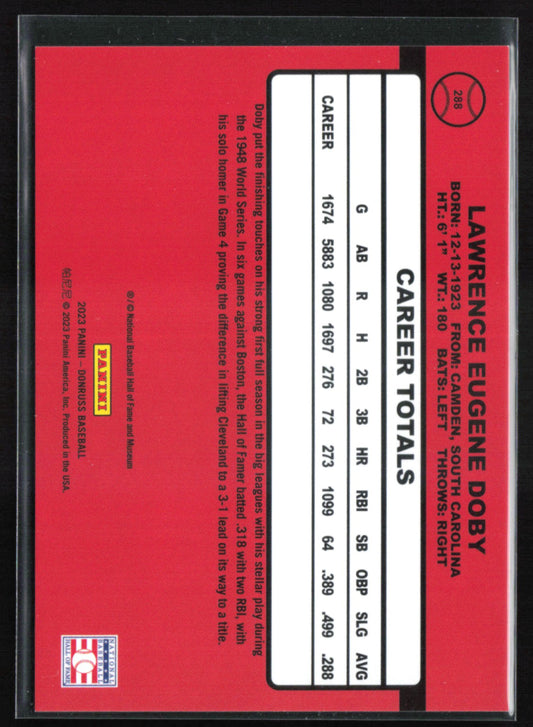 288
LAWRENCE EUGENE DOBY
BORN: 12-13-1923 FROM: CAMDEN, SOUTH CAROLINA
HT.: 6' 1" WT.: 180 BATS: LEFT THROWS: RIGHT
CAREER TOTALS
G AB R H 2B 3B HR RBI SB OBP SLG AVG
CAREER 1674 5883 1080 1697 276 72 273 1099 64 .389 .499 .288
Doby put the finishing touches on his strong first full season in the big leagues with his stellar play during
the 1948 World Series. In six games against Boston, the Hall of Famer batted .318 with two RBI, with
his solo homer in Game 4 proving the difference in lifting Cleveland to a 3-1 lead on its way to a title.
®/© National Baseball Hall of Fame and Museum
PANINI
2023 PANINI – DONRUSS BASEBALL
帕尼尼 © 2023 Panini America, Inc. Produced in the USA.
NATIONAL
BASEBALL
HALL OF FAME